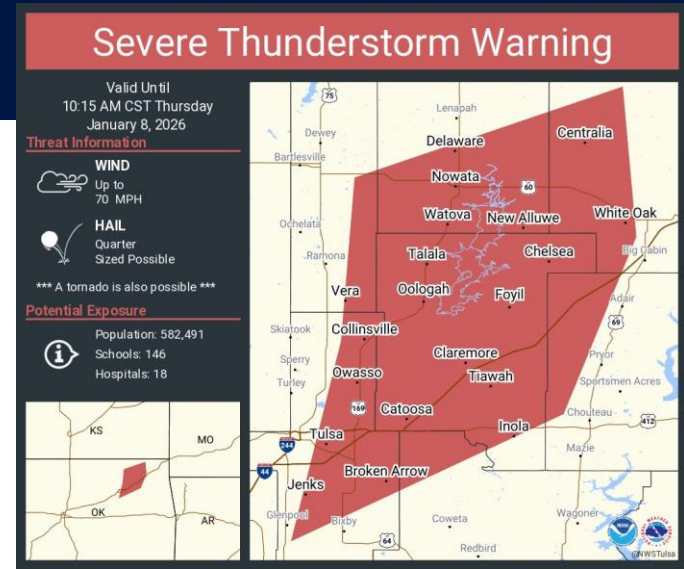 Severe Thunderstorm Warning
Valid Until
10:15 AM CST Thursday
January 8, 2026
Threat Information
WIND
Up to
70 MPH
HAIL
Quarter
Sized Possible
*** A tornado is also possible ***
Potential Exposure
Population: 582,491
Schools: 146
Hospitals: 18
KS
MO
OK
AR
75
Lenapah
Dewey
Delaware
Centralia
Bartlesville
Nowata
60
Ochelata
Watova
New Alluwe
White Oak
Ramona
Talala
Chelsea
Big Cabin
Vera
Oologah
Foyil
Adair
Skiatook
Collinsville
69
Sperry
Claremore
Pryor
Turley
Owasso
Tiawah
Sportsmen Acres
169
Catoosa
Chouteau
Tulsa
Inola
412
244
Mazie
44
Broken Arrow
Jenks
Glenpool
Bixby
Coweta
Wagoner
64
Redbird
@NWSTulsa